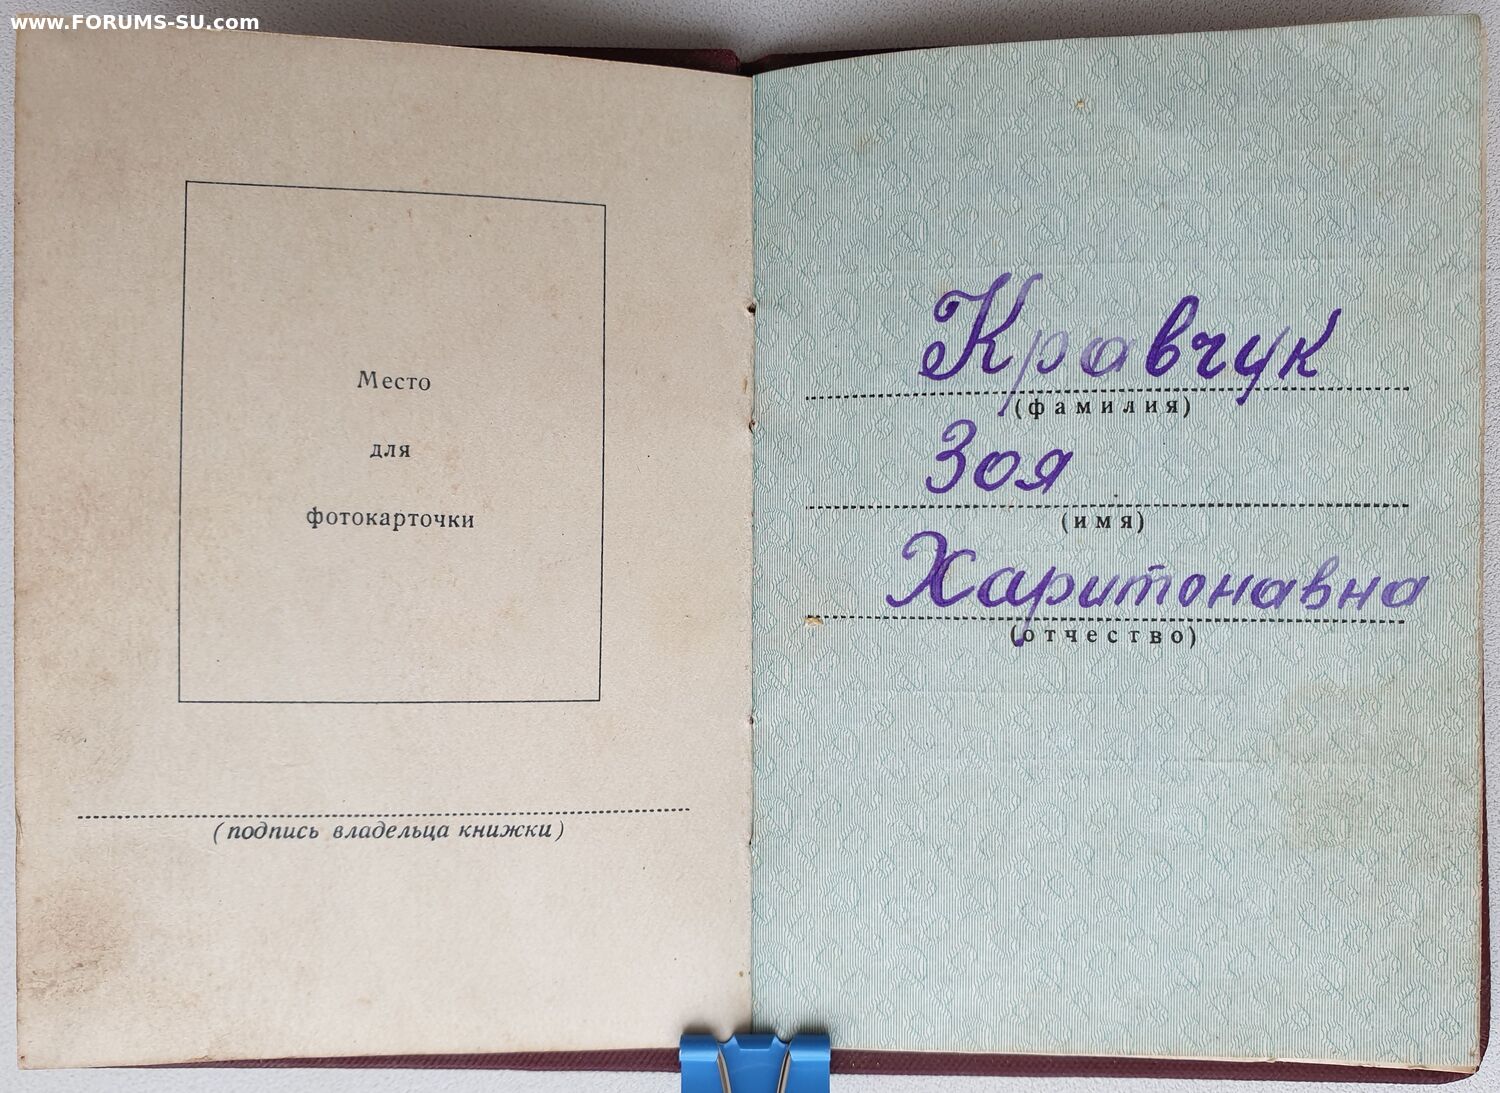 www.FORUMS-SU.com
Место
для
фотокарточки
(подпись владельца книжки)
Кравчук
(фамилия)
Зоя
(имя)
Харитонавна
(отчество)